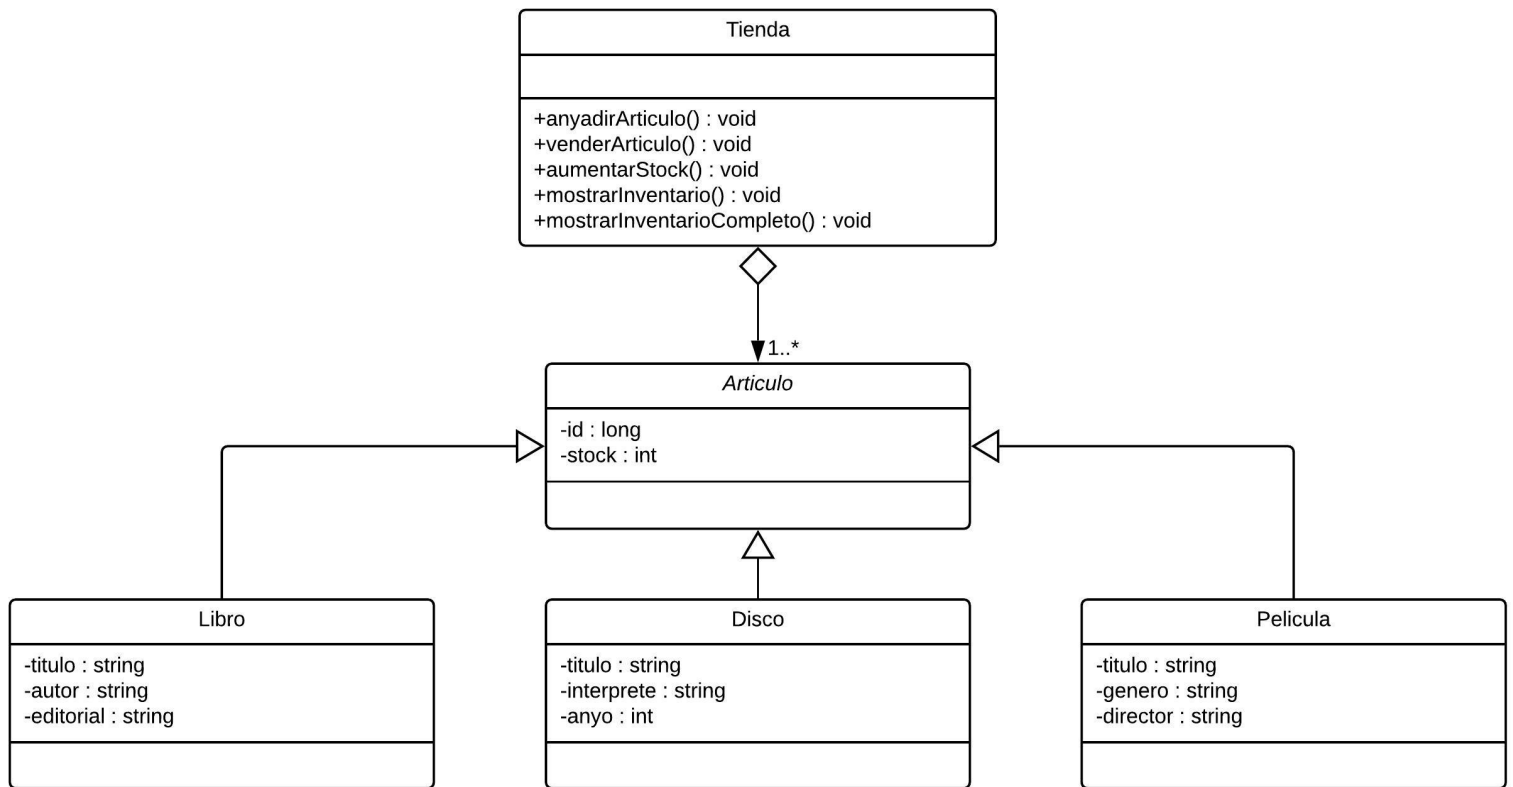 Tienda
+anyadirArticulo() : void
+venderArticulo() : void
+aumentarStock() : void
+mostrarInventario() : void
+mostrarInventarioCompleto() : void
1..*
Articulo
-id : long
-stock : int
Libro
-titulo : string
-autor : string
-editorial : string
Disco
-titulo : string
-interprete : string
-anyo : int
Pelicula
-titulo : string
-genero : string
-director : string